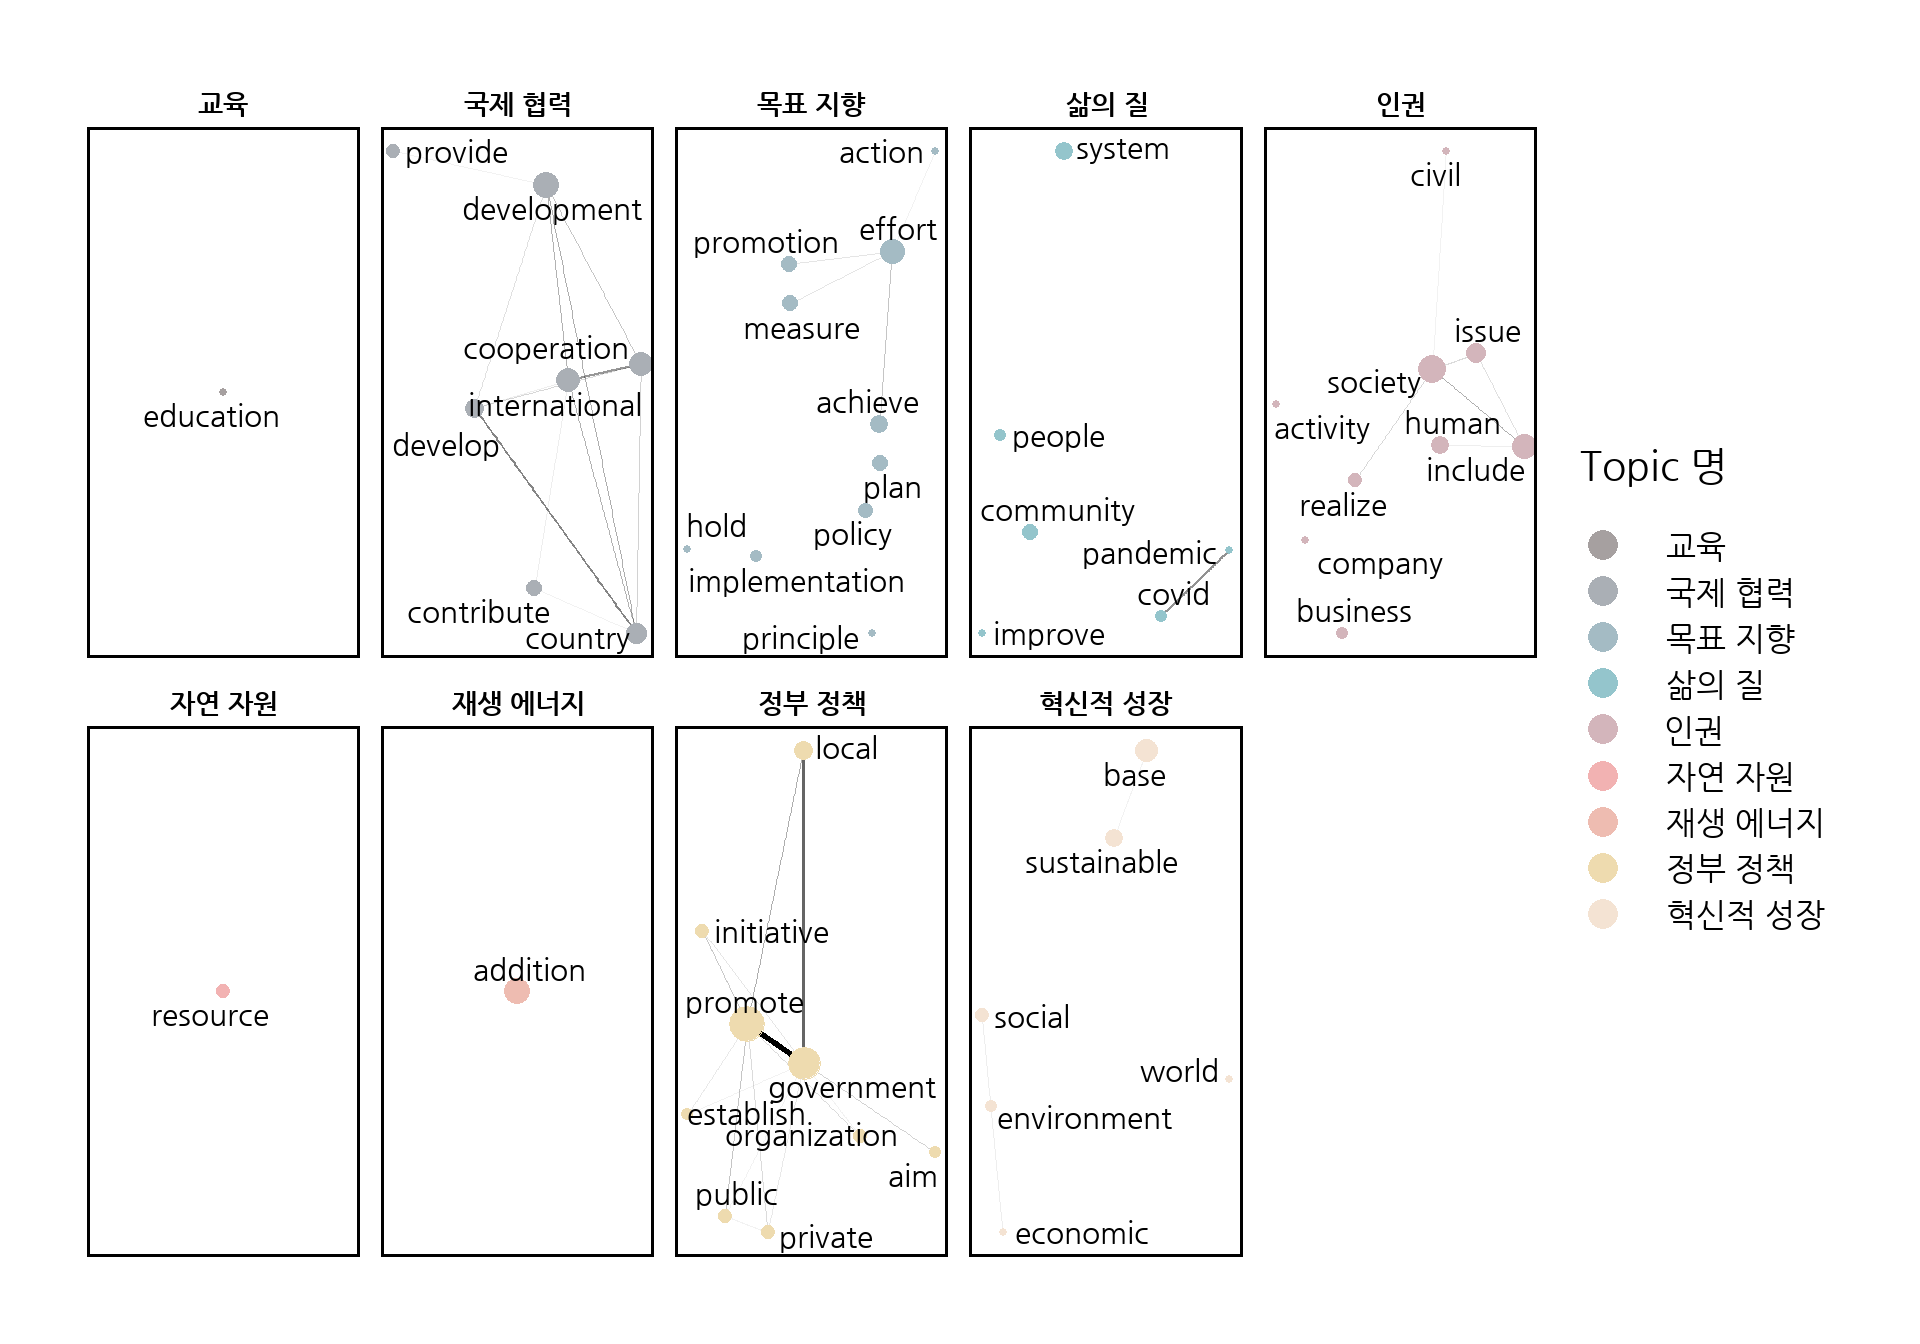 교육
국제 협력
목표 지향
삶의 질
인권
education
provide
development
cooperation
international
develop
contribute
country
action
effort
promotion
measure
achieve
plan
policy
hold
implementation
principle
system
people
community
pandemic
covid
improve
civil
issue
society
activity
human
include
realize
company
business
자연 자원
재생 에너지
정부 정책
혁신적 성장
resource
addition
local
initiative
promote
government
establish
organization
aim
public
private
base
sustainable
social
world
environment
economic
Topic 명
교육
국제 협력
목표 지향
삶의 질
인권
자연 자원
재생 에너지
정부 정책
혁신적 성장